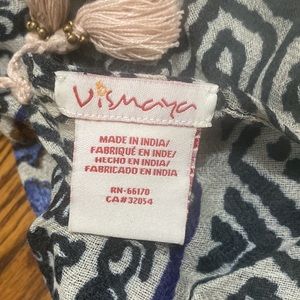 Vismaya
MADE IN INDIA/
FABRIQUÉ EN INDE/
HECHO EN INDIA/
FABRICADO EN INDIA
RN-66170
CA#32054